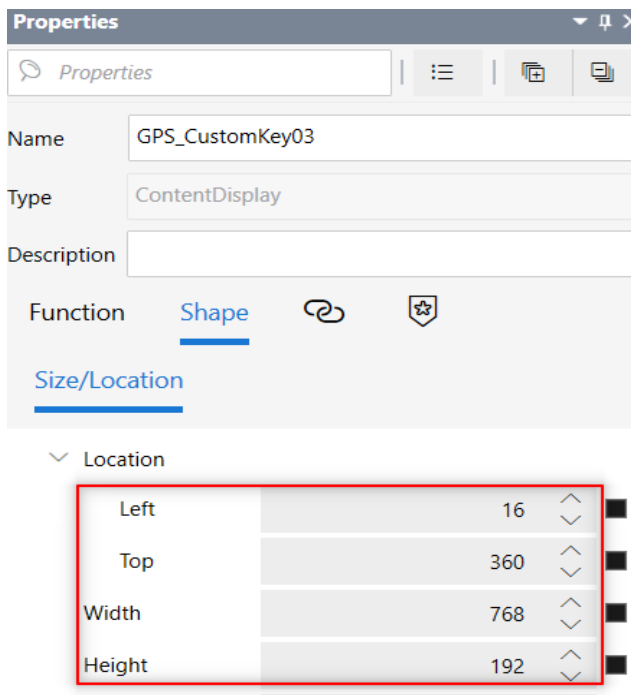 Properties
Properties
Name GPS_CustomKey03
Type ContentDisplay
Description
Function Shape
Size/Location
Location
Left 16
Top 360
Width 768
Height 192